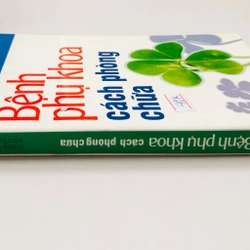 Bệnh
phụ khoa
cách phòng
chữa
Bệnh phụ khoa
cách phòng chữa